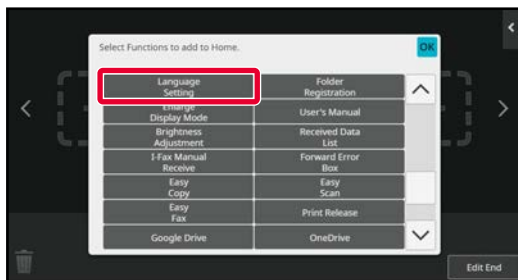 Select Functions to add to Home.
OK
Language
Setting
Folder
Registration
Enlarge
Display Mode
User's Manual
Brightness
Adjustment
Received Data
List
I-Fax Manual
Receive
Forward Error
Box
Easy
Copy
Easy
Scan
Easy
Fax
Print Release
Google Drive
OneDrive
Edit End